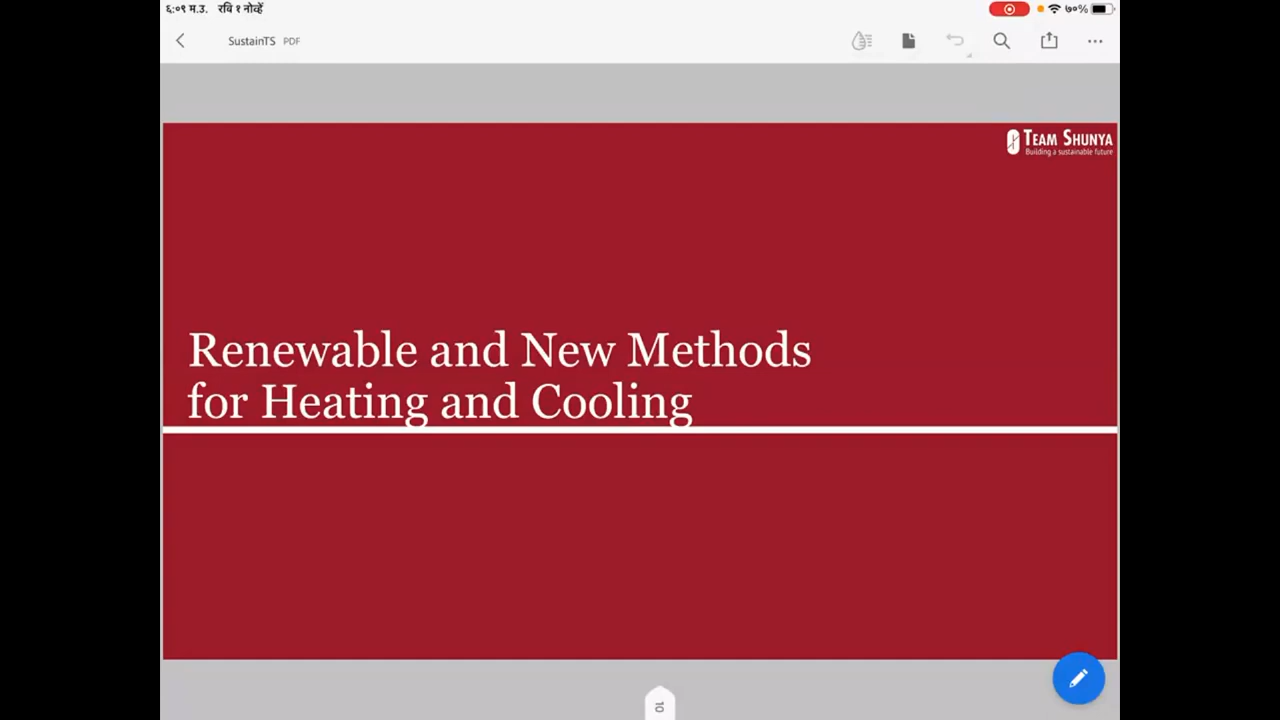 ६:०९ म.उ. रवि १ नोव्हें
७०%
SustainTS PDF
TEAM SHUNYA
Building a sustainable future
Renewable and New Methods
for Heating and Cooling
10